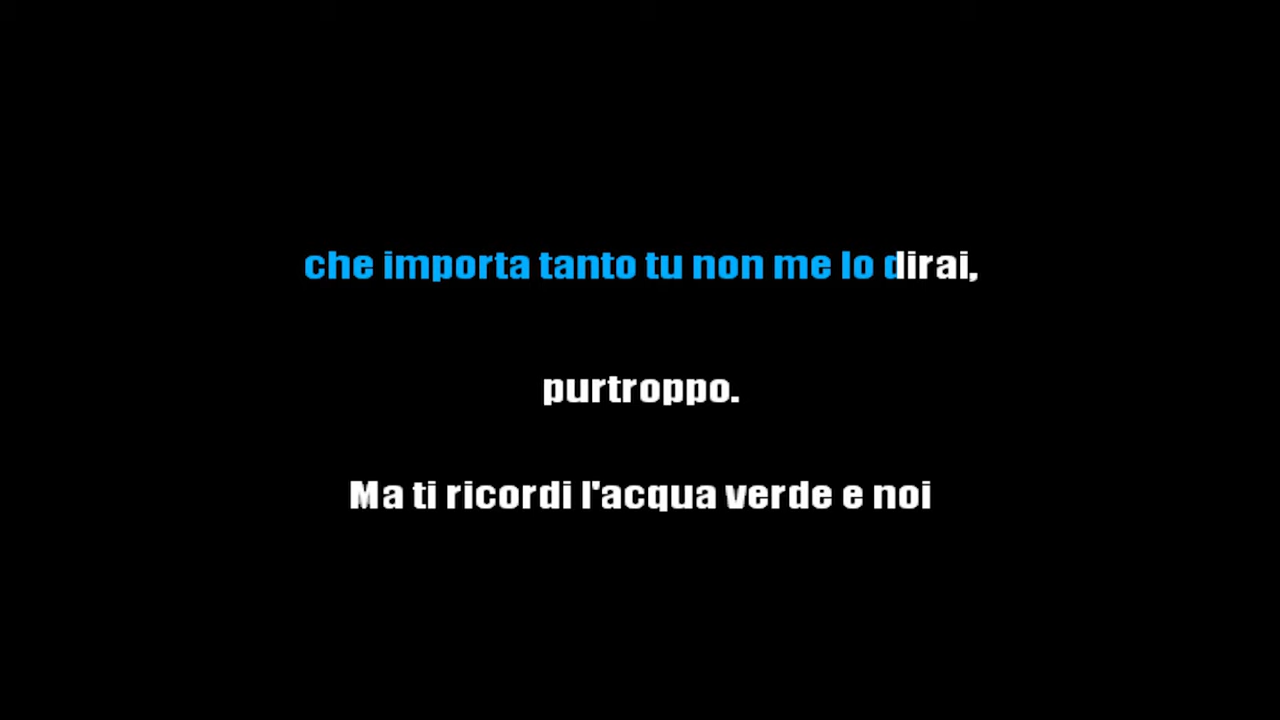 che importa tanto tu non me lo dirai,
purtroppo.
Ma ti ricordi l'acqua verde e noi